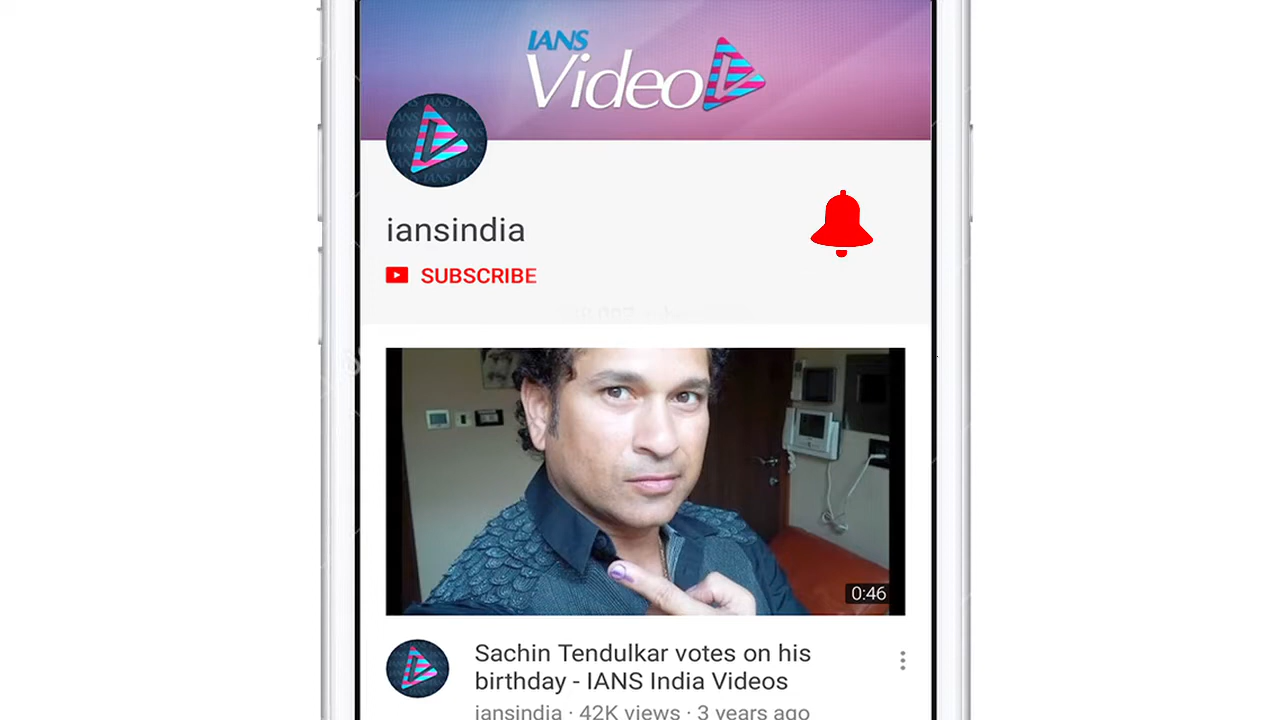 IANS
Video
iansindia
SUBSCRIBE
0:46
Sachin Tendulkar votes on his
birthday - IANS India Videos
iansindia · 42K views · 3 years ago